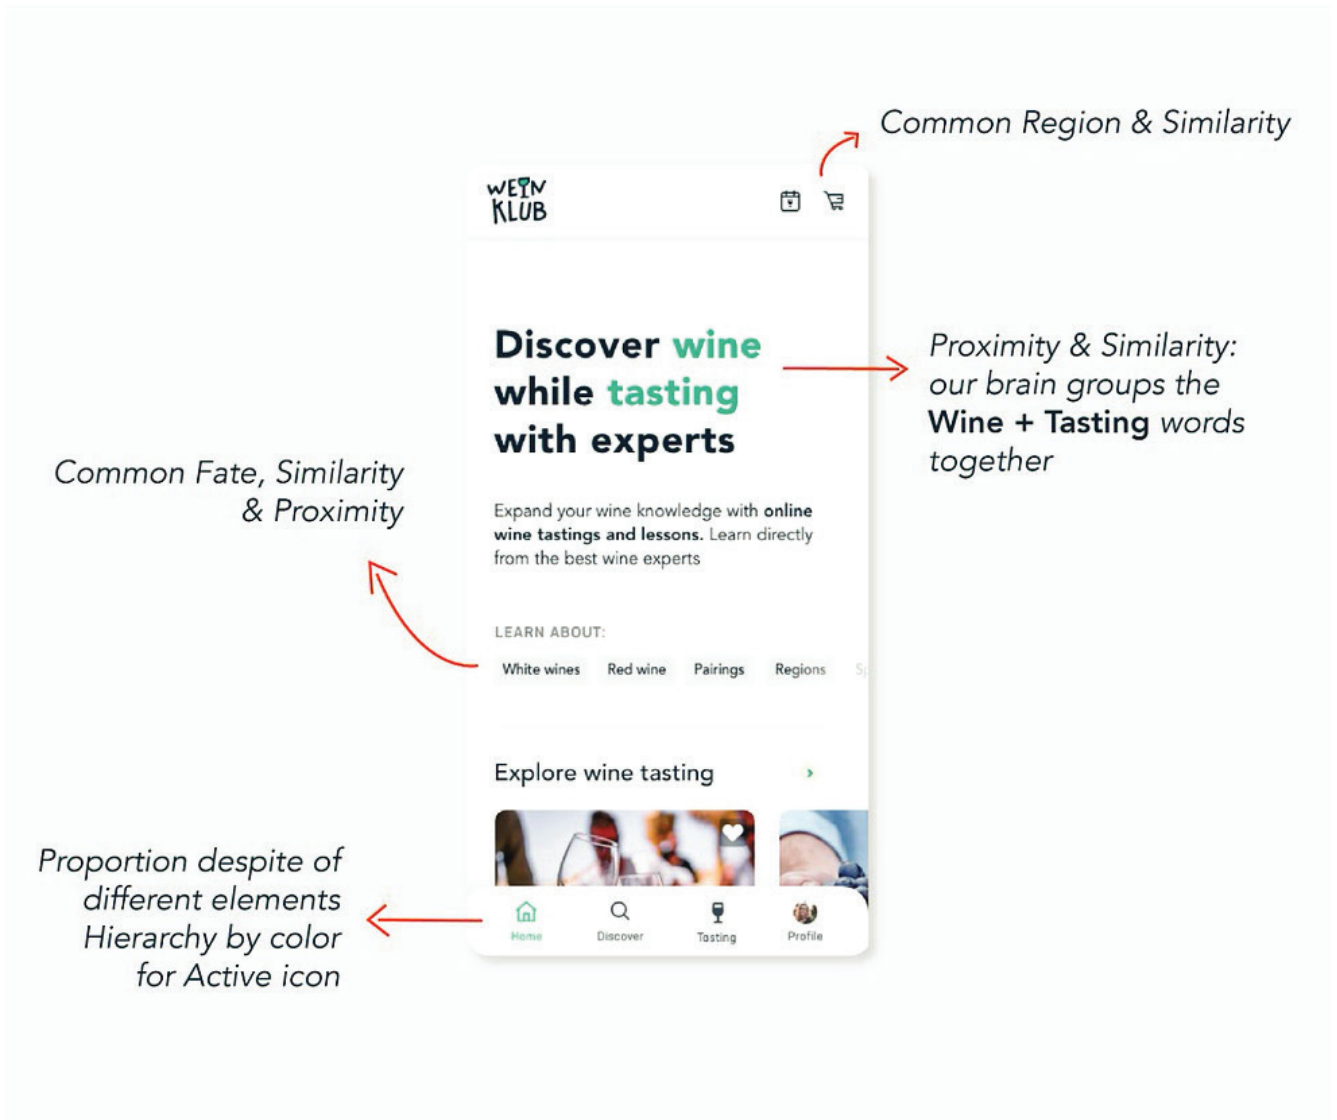 Common Region & Similarity
WEIN
KLUB
Discover wine
while tasting
with experts
Proximity & Similarity:
our brain groups the
Wine + Tasting words
together
Common Fate, Similarity
& Proximity
Expand your wine knowledge with online
wine tastings and lessons. Learn directly
from the best wine experts
LEARN ABOUT:
White wines Red wine Pairings Regions Sp
Explore wine tasting
Proportion despite of
different elements
Hierarchy by color
for Active icon
Home Discover Tasting Profile